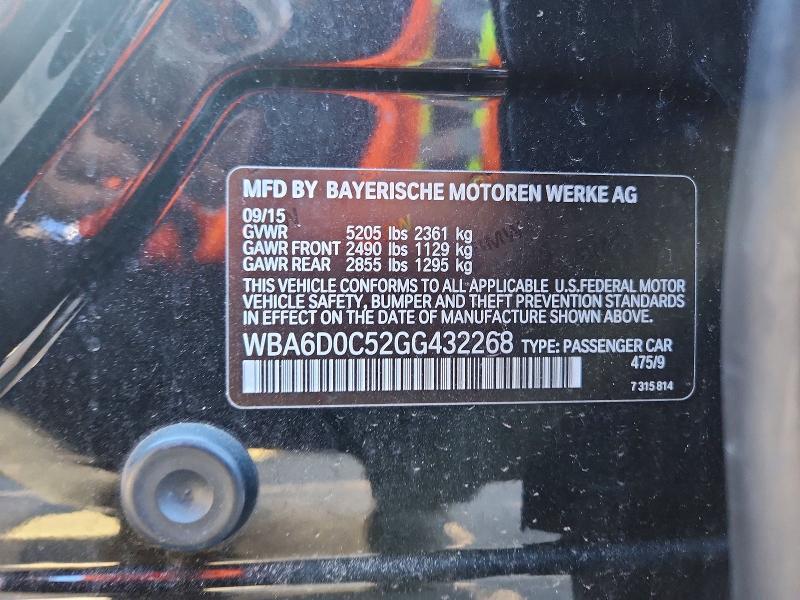 MFD BY BAYERISCHE MOTOREN WERKE AG
09/15
GVWR 5205 lbs 2361 kg
GAWR FRONT 2490 lbs 1129 kg
GAWR REAR 2855 lbs 1295 kg
THIS VEHICLE CONFORMS TO ALL APPLICABLE U.S.FEDERAL MOTOR
VEHICLE SAFETY, BUMPER AND THEFT PREVENTION STANDARDS
IN EFFECT ON THE DATE OF MANUFACTURE SHOWN ABOVE.
WBA6D0C52GG432268 TYPE: PASSENGER CAR
475/9
7 315 814